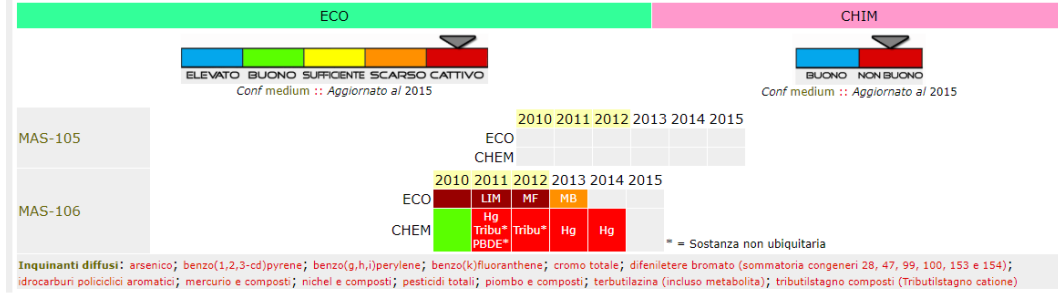 ECO CHIM
ELEVATO BUONO SUFFICIENTE SCARSO CATTIVO BUONO NON BUONO
Conf medium :: Aggiornato al 2015 Conf medium :: Aggiornato al 2015
2010 2011 2012 2013 2014 2015
MAS-105
ECO
CHEM
2010 2011 2012 2013 2014 2015
ECO LIM MF MB
MAS-106
CHEM Hg Tribu* Hg Hg
Tribu*
PBDE*
* = Sostanza non ubiquitaria
Inquinanti diffusi: arsenico; benzo(1,2,3-cd)pyrene; benzo(g,h,i)perylene; benzo(k)fluoranthene; cromo totale; difeniletere bromato (sommatoria congeneri 28, 47, 99, 100, 153 e 154);
idrocarburi policiclici aromatici; mercurio e composti; nichel e composti; pesticidi totali; piombo e composti; terbutilazina (incluso metabolita); tributilstagno composti (Tributilstagno catione)